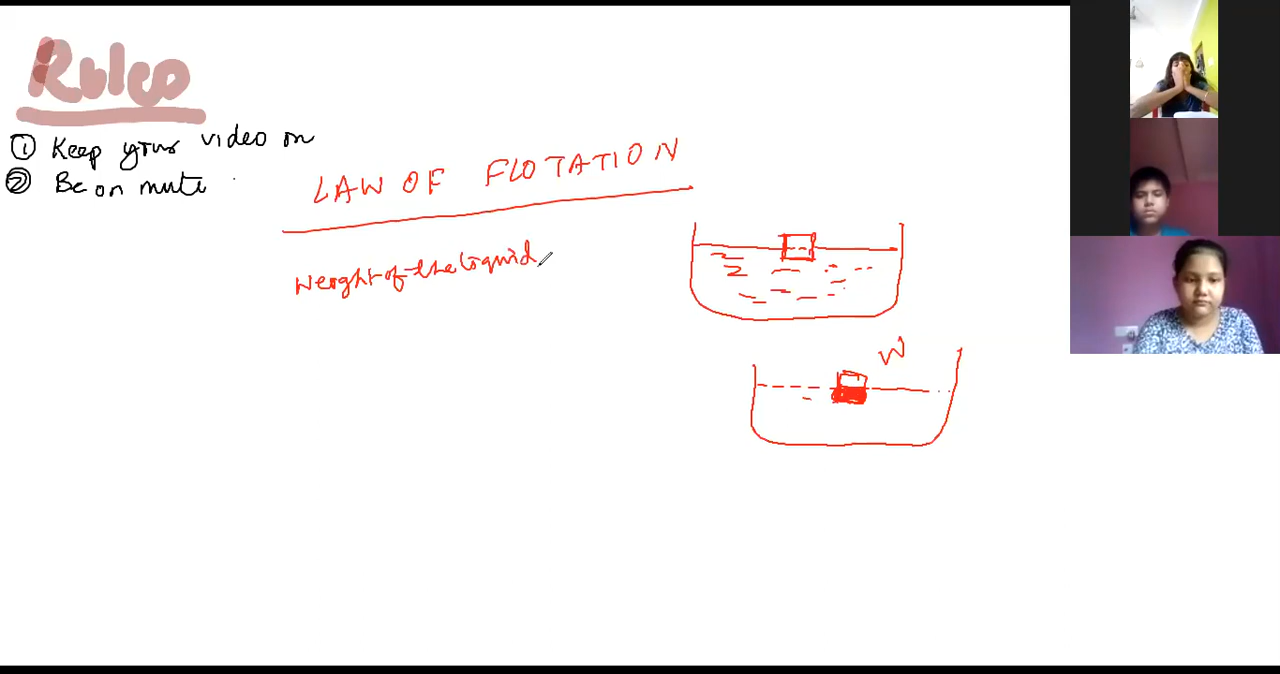 Rules
① Keep your video on
② Be on mute
LAW OF FLOTATION
Weight of the liquid
W